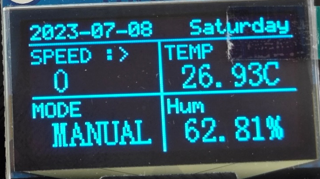 2023-07-08 Saturday
SPEED :> TEMP
0 26.93C
MODE Hum
MANUAL 62.81%